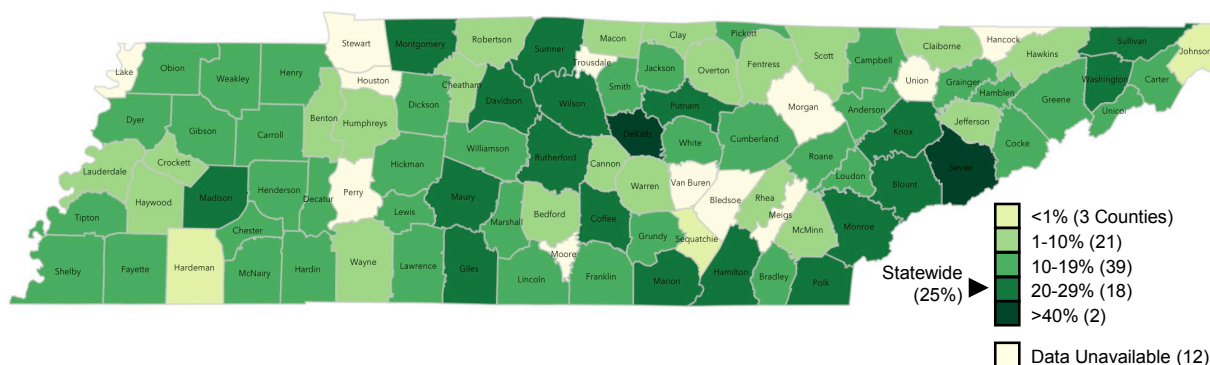 Stewart
Montgomery
Robertson
Sumner
Macon
Clay
Pickett
Scott
Claiborne
Hancock
Hawkins
Sullivan
Johnson
Lake
Obion
Weakley
Henry
Houston
Cheatham
Trousdale
Jackson
Overton
Fentress
Campbell
Union
Grainger
Hamblen
Washington
Carter
Unicoi
Greene
Dyer
Gibson
Carroll
Benton
Humphreys
Dickson
Davidson
Wilson
Smith
Putnam
Morgan
Anderson
Knox
Jefferson
Cocke
Lauderdale
Crockett
Haywood
Madison
Henderson
Decatur
Perry
Hickman
Williamson
Rutherford
DeKalb
Cannon
White
Cumberland
Roane
Loudon
Blount
Sevier
Tipton
Chester
Lewis
Maury
Marshall
Bedford
Coffee
Warren
Van Buren
Bledsoe
Rhea
Meigs
McMinn
Monroe
Shelby
Fayette
Hardeman
McNairy
Hardin
Wayne
Lawrence
Giles
Lincoln
Moore
Franklin
Grundy
Sequatchie
Marion
Hamilton
Bradley
Polk
<1% (3 Counties)
1-10% (21)
10-19% (39)
Statewide
(25%)
20-29% (18)
>40% (2)
Data Unavailable (12)